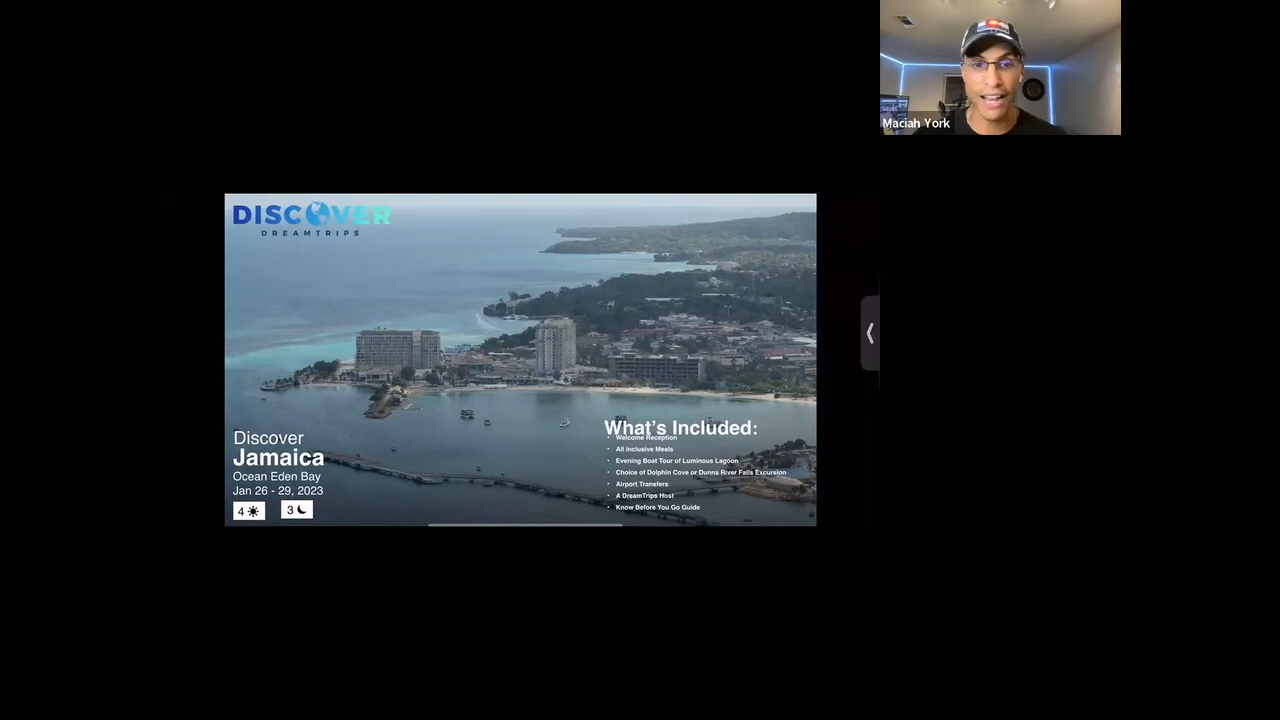 Maciah York
DISCOVER
DREAMTRIPS
Discover
Jamaica
Ocean Eden Bay
Jan 26 - 29, 2023
4
3
What's Included:
• Welcome Reception
• All Inclusive Meals
• Evening Boat Tour of Luminous Lagoon
• Choice of Dolphin Cove or Dunns River Falls Excursion
• Airport Transfers
• A DreamTrips Host
• Know Before You Go Guide